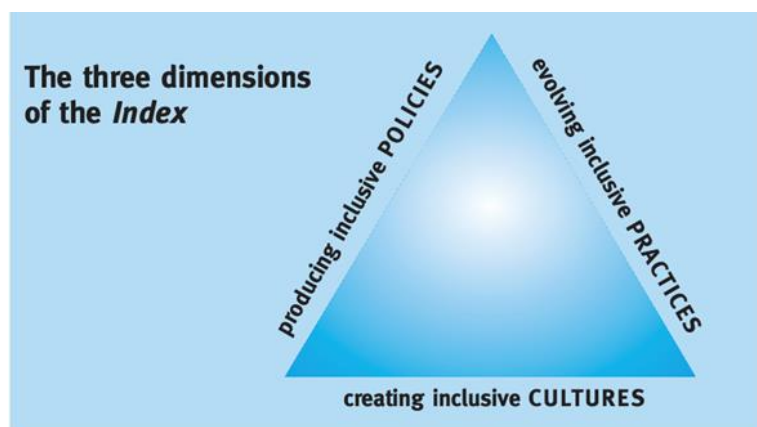 The three dimensions
of the Index
producing inclusive POLICIES
evolving inclusive PRACTICES
creating inclusive CULTURES